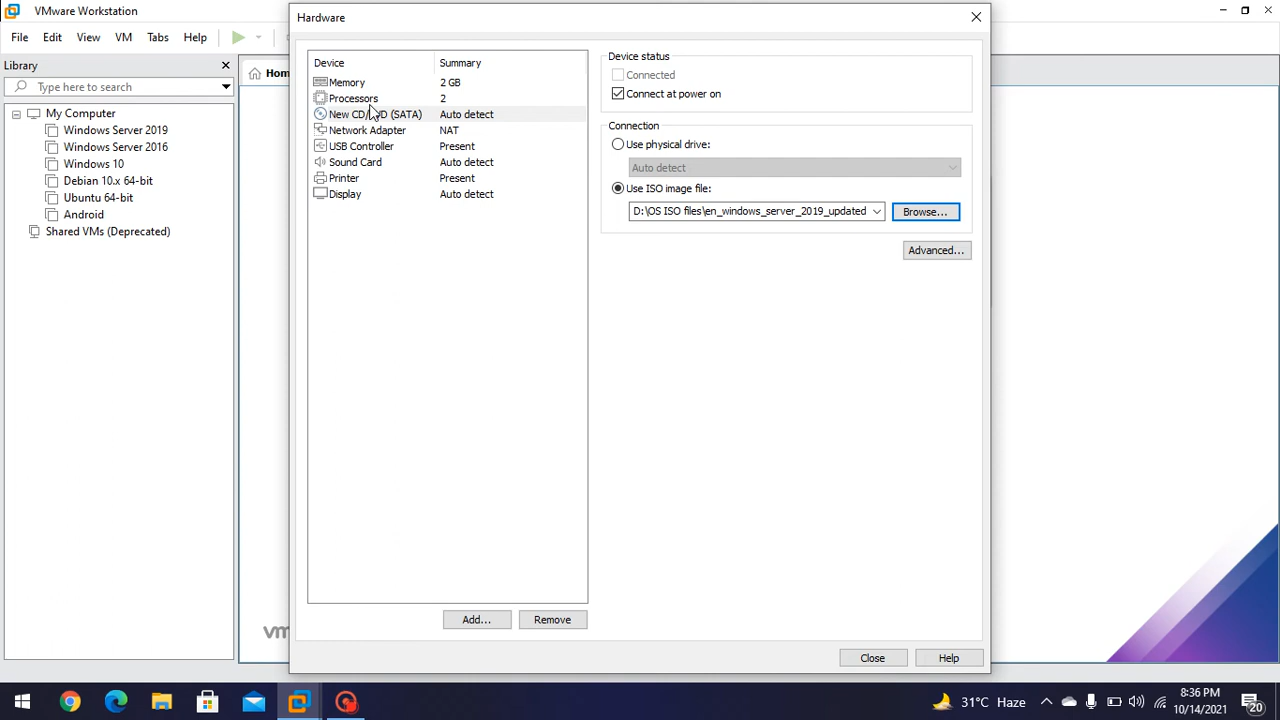 VMware Workstation
File Edit View VM Tabs Help
Library
Type here to search
My Computer
Windows Server 2019
Windows Server 2016
Windows 10
Debian 10.x 64-bit
Ubuntu 64-bit
Android
Shared VMs (Deprecated)
Hom
vm
Hardware
Device Summary
Memory 2 GB
Processors 2
New CD/DVD (SATA) Auto detect
Network Adapter NAT
USB Controller Present
Sound Card Auto detect
Printer Present
Display Auto detect
Add... Remove
Device status
Connected
Connect at power on
Connection
Use physical drive:
Auto detect
Use ISO image file:
D:\OS ISO files\en_windows_server_2019_updated Browse...
Advanced...
Close Help
31°C Haze
8:36 PM
10/14/2021
20